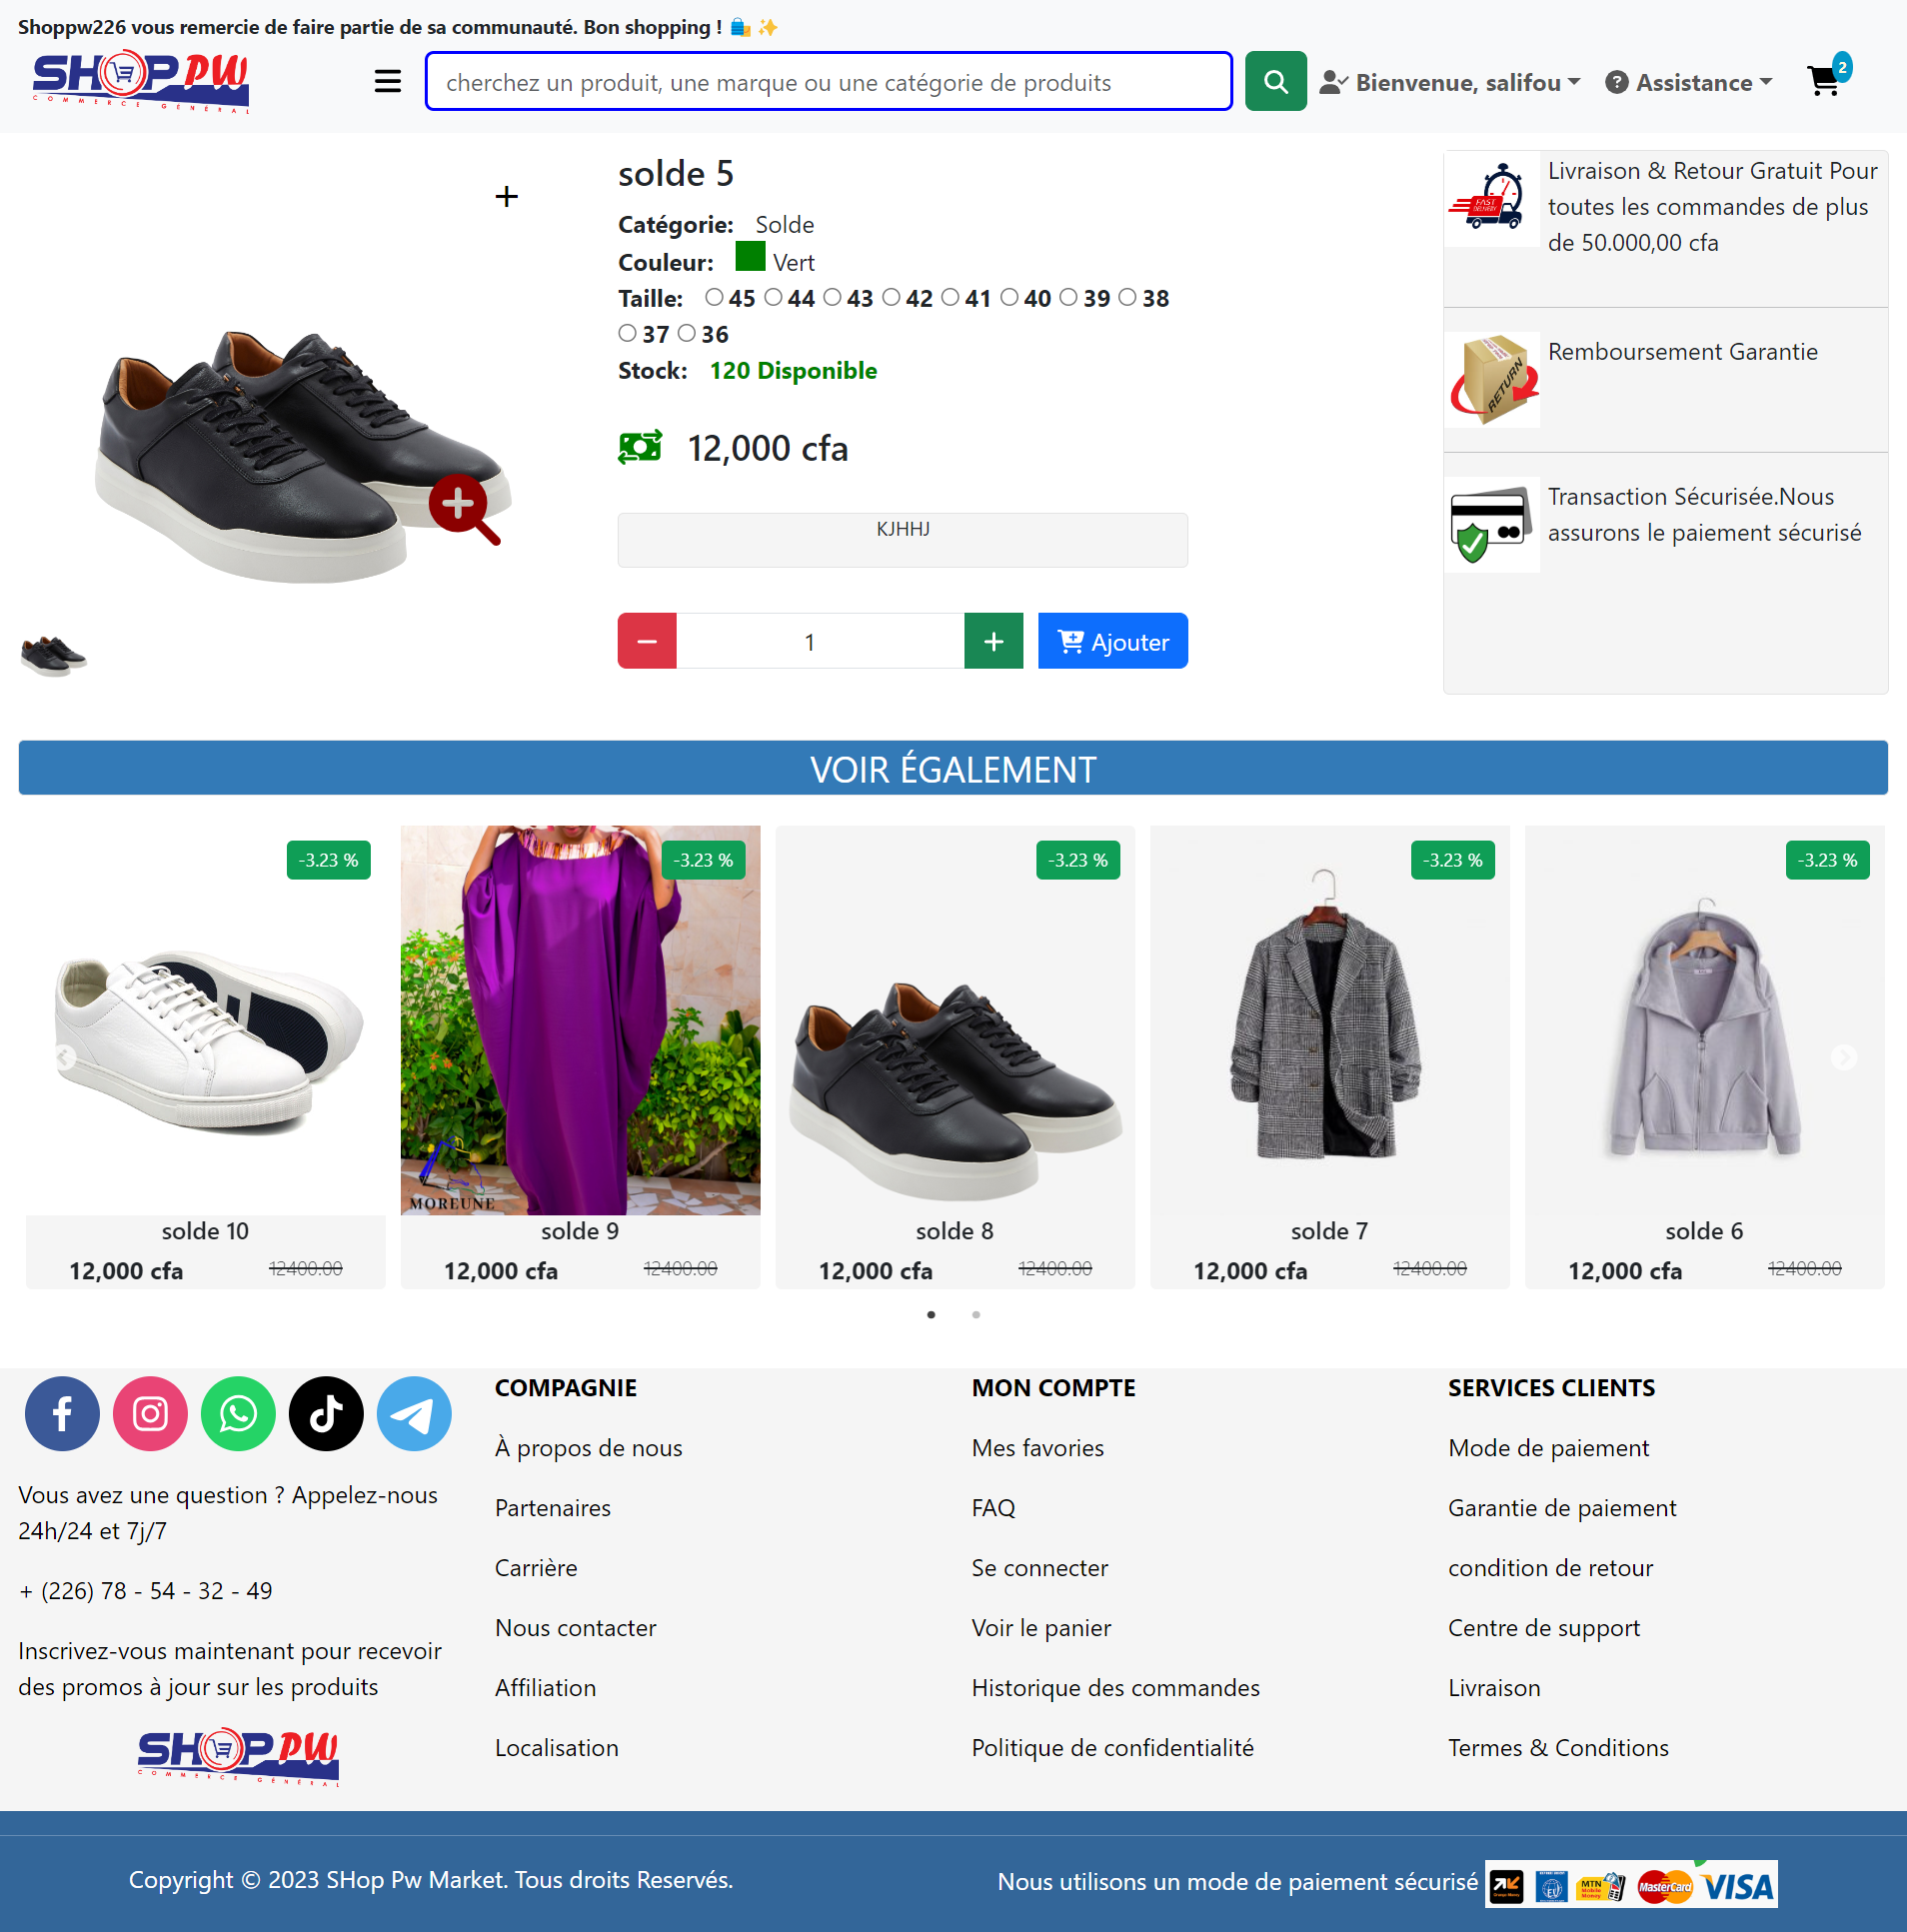 Shoppw226 vous remercie de faire partie de sa communauté. Bon shopping ! 🛍️ ✨
SHOP PW
COMMERCE GÉNÉRAL
cherchez un produit, une marque ou une catégorie de produits
Bienvenue, salifou
Assistance
2
solde 5
Catégorie: Solde
Couleur: Vert
Taille: 45 44 43 42 41 40 39 38
37 36
Stock: 120 Disponible
12,000 cfa
KJHHJ
1
Ajouter
FAST
DELIVERY
Livraison & Retour Gratuit Pour
toutes les commandes de plus
de 50.000,00 cfa
RETURN
Remboursement Garantie
Transaction Sécurisée.Nous
assurons le paiement sécurisé
VOIR ÉGALEMENT
-3.23 %
solde 10
12,000 cfa 12400.00
-3.23 %
MOREUNE
solde 9
12,000 cfa 12400.00
-3.23 %
solde 8
12,000 cfa 12400.00
-3.23 %
solde 7
12,000 cfa 12400.00
-3.23 %
solde 6
12,000 cfa 12400.00
Vous avez une question ? Appelez-nous
24h/24 et 7j/7
+ (226) 78 - 54 - 32 - 49
Inscrivez-vous maintenant pour recevoir
des promos à jour sur les produits
SHOP PW
COMMERCE GÉNÉRAL
COMPAGNIE
À propos de nous
Partenaires
Carrière
Nous contacter
Affiliation
Localisation
MON COMPTE
Mes favories
FAQ
Se connecter
Voir le panier
Historique des commandes
Politique de confidentialité
SERVICES CLIENTS
Mode de paiement
Garantie de paiement
condition de retour
Centre de support
Livraison
Termes & Conditions
Copyright © 2023 SHop Pw Market. Tous droits Reservés.
Nous utilisons un mode de paiement sécurisé
Orange Money
MTN
Mobile
Money
MasterCard
VISA